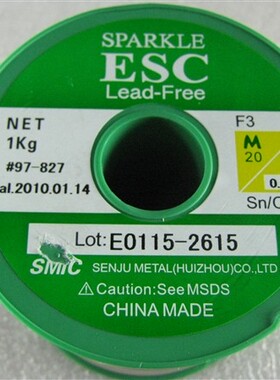 SPARKLE
ESC
Lead-Free
F3
NET
M
1Kg
20
#97-827
al.2010.01.14
0.
Sn/C
Lot:E0115-2615
SMIC SENJU METAL(HUIZHOU)CO.,LTD.
⚠Caution:See MSDS
CHINA MADE